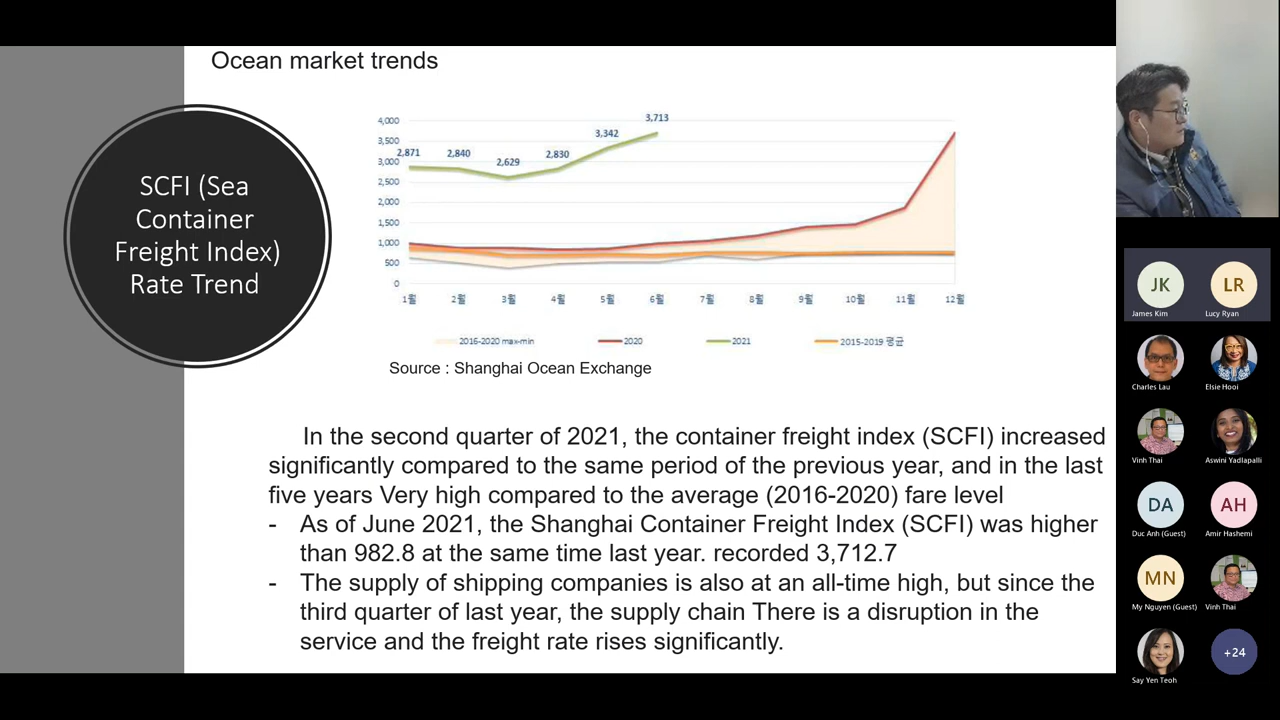 Ocean market trends
SCFI (Sea
Container
Freight Index)
Rate Trend
4,000
3,500
3,000
2,500
2,000
1,500
1,000
500
0
2,871
2,840
2,629
2,830
3,342
3,713
1월 2월 3월 4월 5월 6월 7월 8월 9월 10월 11월 12월
2016-2020 max-min 2020 2021 2015-2019 평균
Source : Shanghai Ocean Exchange
In the second quarter of 2021, the container freight index (SCFI) increased
significantly compared to the same period of the previous year, and in the last
five years Very high compared to the average (2016-2020) fare level
- As of June 2021, the Shanghai Container Freight Index (SCFI) was higher
than 982.8 at the same time last year. recorded 3,712.7
- The supply of shipping companies is also at an all-time high, but since the
third quarter of last year, the supply chain There is a disruption in the
service and the freight rate rises significantly.
JK LR
James Kim Lucy Ryan
Charles Lau Elsie Hooi
Vinh Thai Aswini Yadlapalli
DA AH
Duc Anh (Guest) Amir Hashemi
MN
My Nguyen (Guest) Vinh Thai
+24
Say Yen Teoh